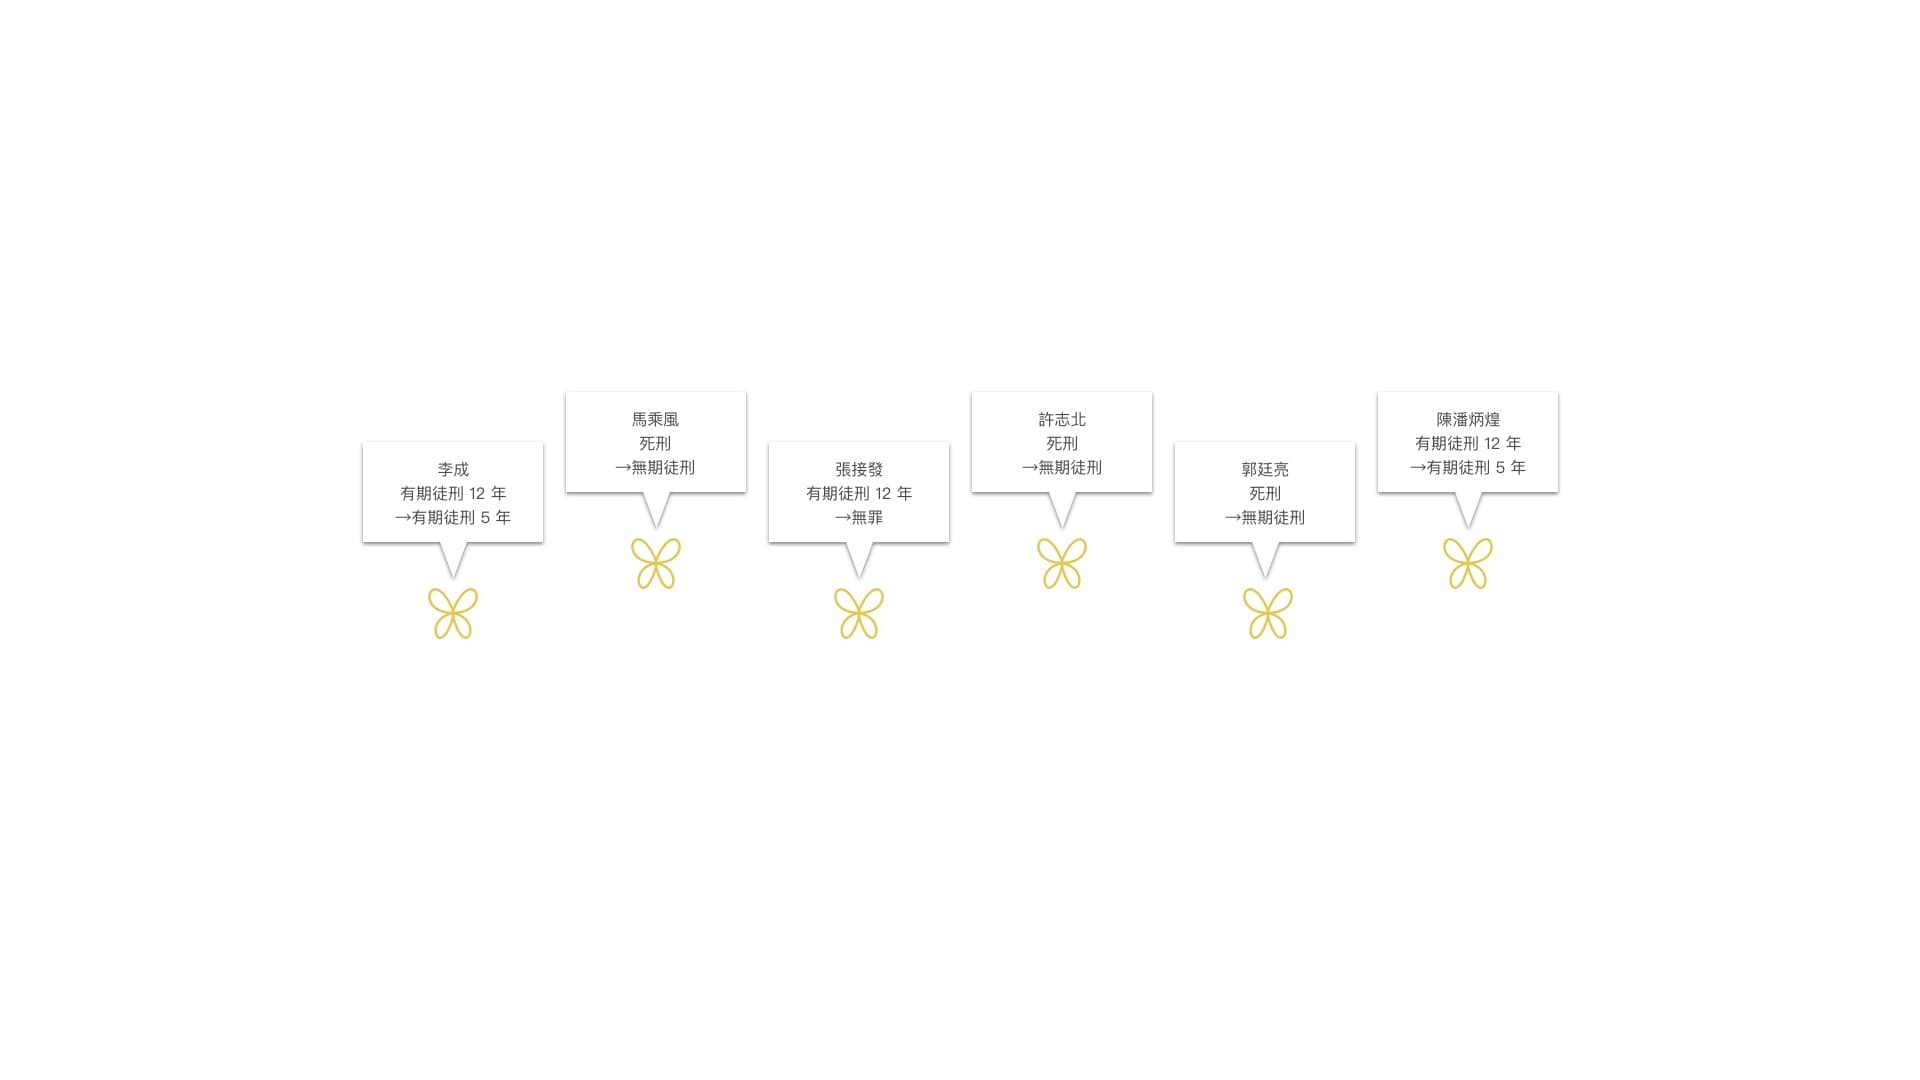 李成
有期徒刑 12 年
→有期徒刑 5 年
馬乘風
死刑
→無期徒刑
張接發
有期徒刑 12 年
→無罪
許志北
死刑
→無期徒刑
郭廷亮
死刑
→無期徒刑
陳潘炳煌
有期徒刑 12 年
→有期徒刑 5 年